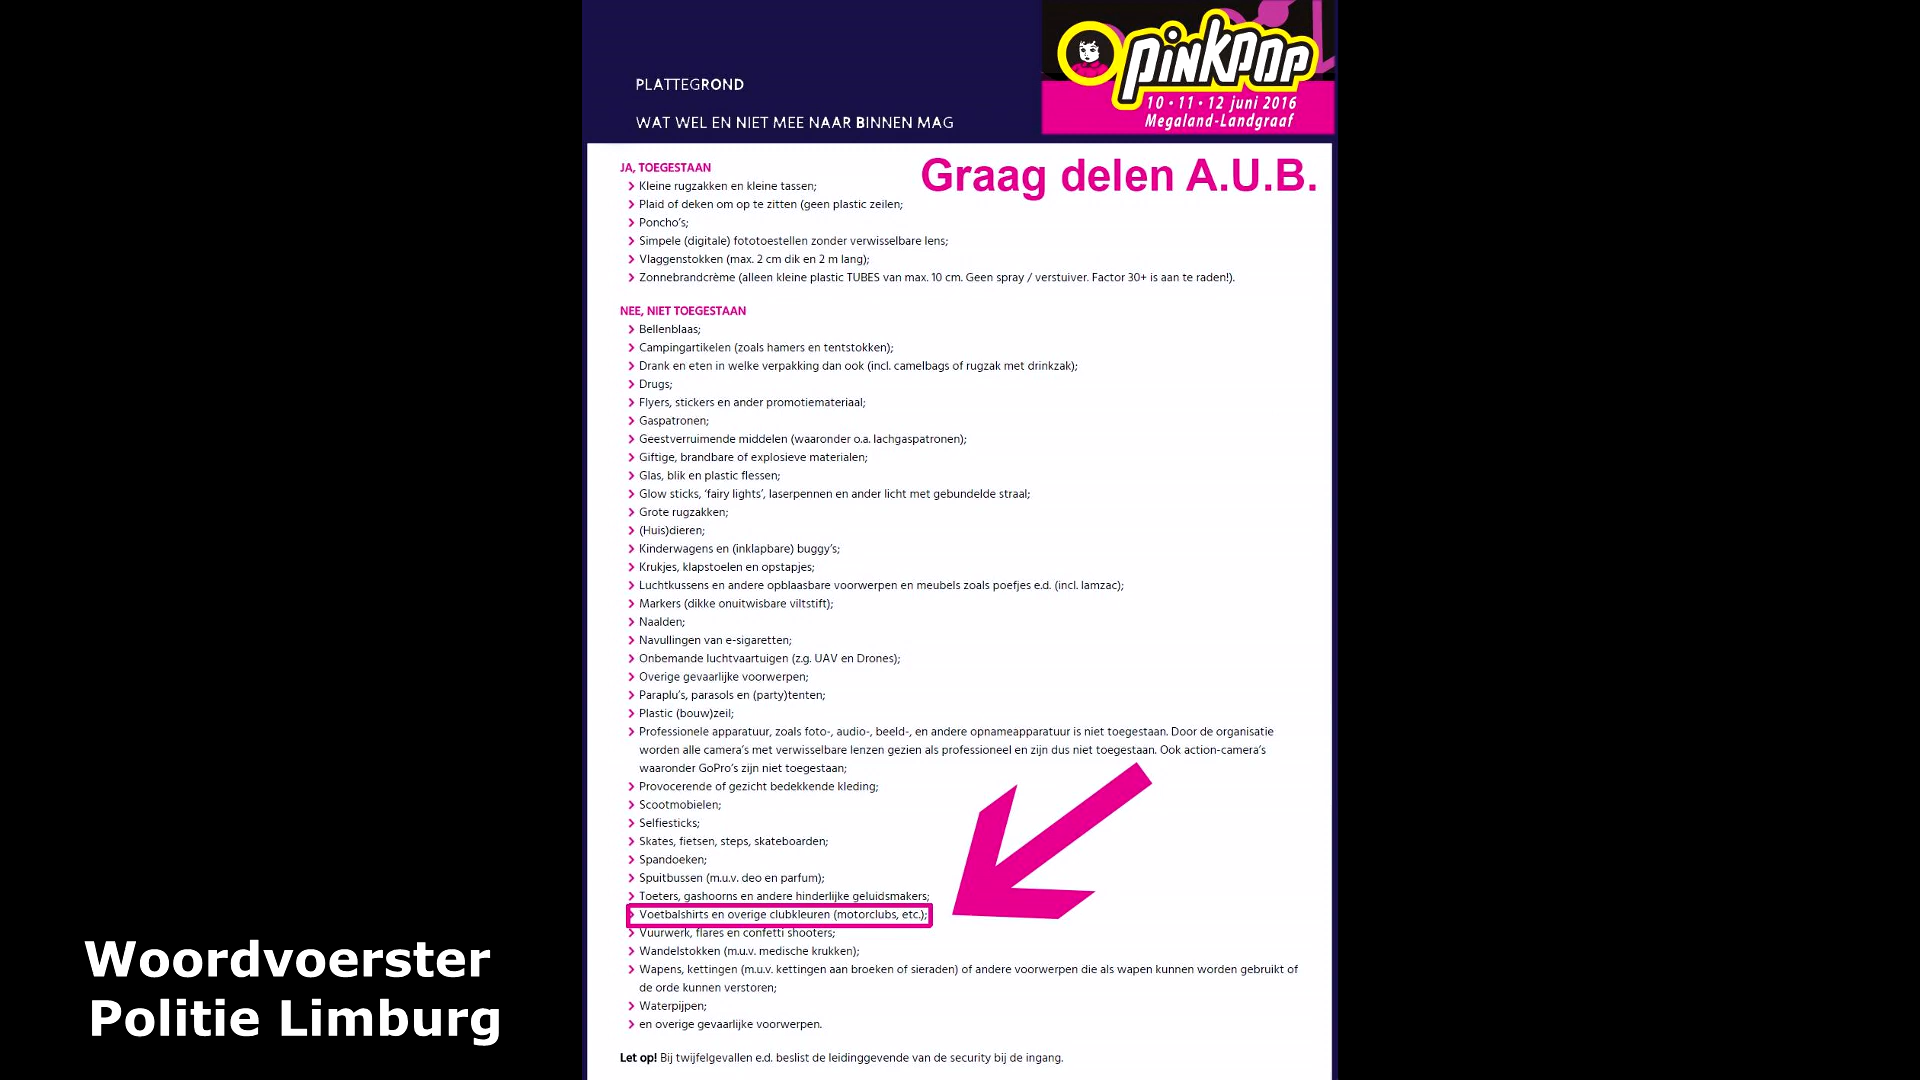 PLATTEGROND
WAT WEL EN NIET MEE NAAR BINNEN MAG
PINKPOP
10 • 11 • 12 juni 2016
Megaland-Landgraaf
Graag delen A.U.B.
JA, TOEGESTAAN
Kleine rugzakken en kleine tassen;
Plaid of deken om op te zitten (geen plastic zeilen;
Poncho's;
Simpele (digitale) fototoestellen zonder verwisselbare lens;
Vlaggenstokken (max. 2 cm dik en 2 m lang);
Zonnebrandcrème (alleen kleine plastic TUBES van max. 10 cm. Geen spray / verstuiver. Factor 30+ is aan te raden!).
NEE, NIET TOEGESTAAN
Bellenblaas;
Campingartikelen (zoals hamers en tentstokken);
Drank en eten in welke verpakking dan ook (incl. camelbags of rugzak met drinkzak);
Drugs;
Flyers, stickers en ander promotiemateriaal;
Gaspatronen;
Geestverruimende middelen (waaronder o.a. lachgaspatronen);
Giftige, brandbare of explosieve materialen;
Glas, blik en plastic flessen;
Glow sticks, 'fairy lights', laserpennen en ander licht met gebundelde straal;
Grote rugzakken;
(Huis)dieren;
Kinderwagens en (inklapbare) buggy's;
Krukjes, klapstoelen en opstapjes;
Luchtkussens en andere opblaasbare voorwerpen en meubels zoals poefjes e.d. (incl. lamzac);
Markers (dikke onuitwisbare viltstift);
Naalden;
Navullingen van e-sigaretten;
Onbemande luchtvaartuigen (z.g. UAV en Drones);
Overige gevaarlijke voorwerpen;
Paraplu's, parasols en (party)tenten;
Plastic (bouw)zeil;
Professionele apparatuur, zoals foto-, audio-, beeld-, en andere opnameapparatuur is niet toegestaan. Door de organisatie
worden alle camera's met verwisselbare lenzen gezien als professioneel en zijn dus niet toegestaan. Ook action-camera's
waaronder GoPro's zijn niet toegestaan;
Provocerende of gezicht bedekkende kleding;
Scootmobielen;
Selfiesticks;
Skates, fietsen, steps, skateboarden;
Spandoeken;
Spuitbussen (m.u.v. deo en parfum);
Toeters, gashoorns en andere hinderlijke geluidsmakers;
Voetbalshirts en overige clubkleuren (motorclubs, etc.);
Vuurwerk, flares en confetti shooters;
Wandelstokken (m.u.v. medische krukken);
Wapens, kettingen (m.u.v. kettingen aan broeken of sieraden) of andere voorwerpen die als wapen kunnen worden gebruikt of
de orde kunnen verstoren;
Waterpijpen;
en overige gevaarlijke voorwerpen.
Let op! Bij twijfelgevallen e.d. beslist de leidinggevende van de security bij de ingang.
Woordvoerster
Politie Limburg